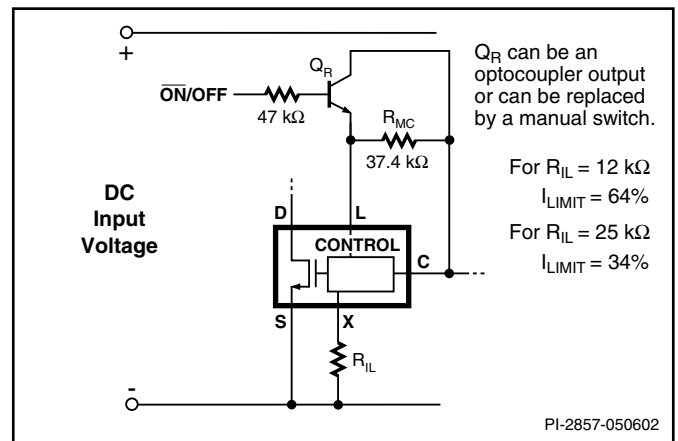 +
Q_R
Q_R can be an
optocoupler output
or can be replaced
by a manual switch.
ON/OFF
47 kΩ
R_MC
37.4 kΩ
For R_IL = 12 kΩ
I_LIMIT = 64%
For R_IL = 25 kΩ
I_LIMIT = 34%
DC
Input
Voltage
D
L
CONTROL
C
S
X
R_IL
-
PI-2857-050602